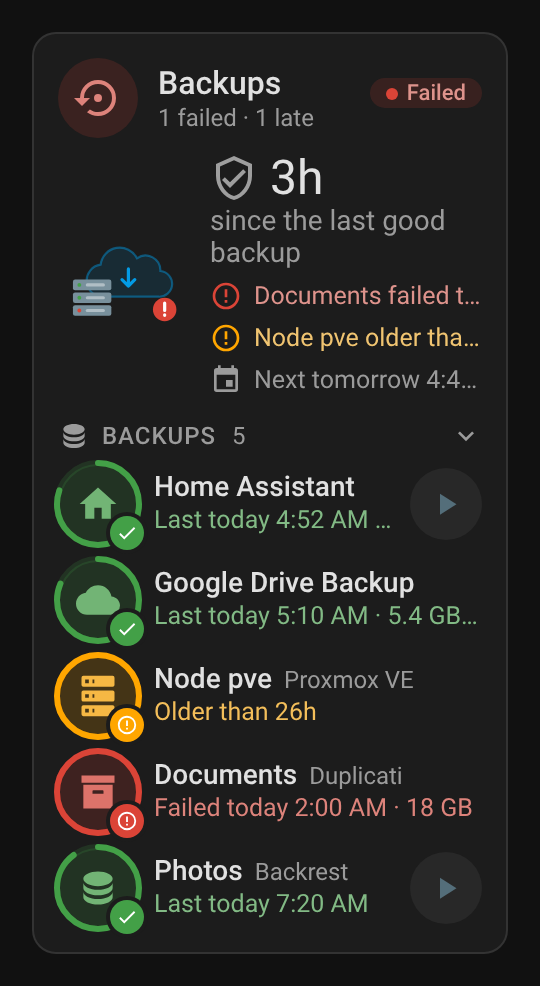 Backups
Failed
1 failed · 1 late
3h
since the last good
backup
Documents failed t…
Node pve older tha…
Next tomorrow 4:4…
BACKUPS 5
Home Assistant
Last today 4:52 AM …
Google Drive Backup
Last today 5:10 AM · 5.4 GB…
Node pve Proxmox VE
Older than 26h
Documents Duplicati
Failed today 2:00 AM · 18 GB
Photos Backrest
Last today 7:20 AM